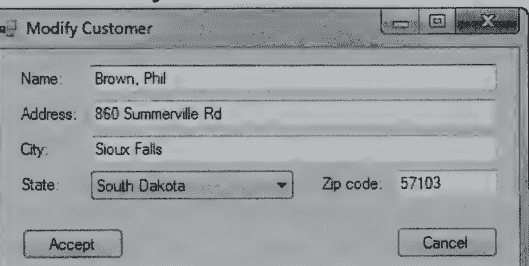 Modify Customer
Name: Brown, Phil
Address: 860 Summerville Rd
City: Sioux Falls
State: South Dakota Zip code: 57103
Accept Cancel